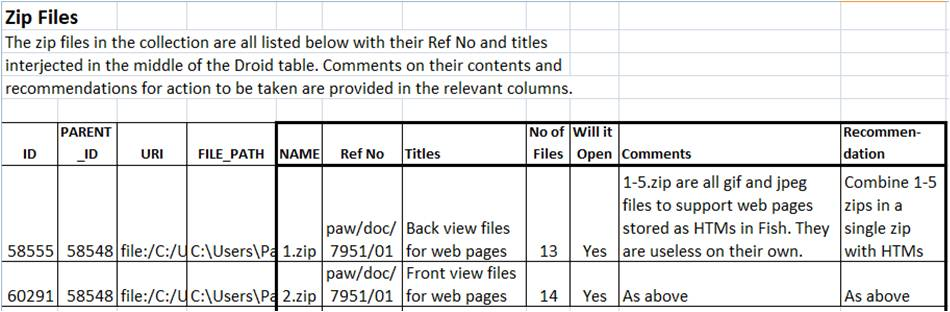 Zip Files
The zip files in the collection are all listed below with their Ref No and titles
interjected in the middle of the Droid table. Comments on their contents and
recommendations for action to be taken are provided in the relevant columns.
PARENT No of Will it Recommen-
ID _ID URI FILE_PATH NAME Ref No Titles Files Open Comments dation
1-5.zip are all gif and jpeg Combine 1-5
files to support web pages zips in a
paw/doc/ Back view files stored as HTMs in Fish. They single zip
58555 58548 file:/C:/U C:\Users\Pa 1.zip 7951/01 for web pages 13 Yes are useless on their own. with HTMs
paw/doc/ Front view files
60291 58548 file:/C:/U C:\Users\Pa 2.zip 7951/01 for web pages 14 Yes As above As above